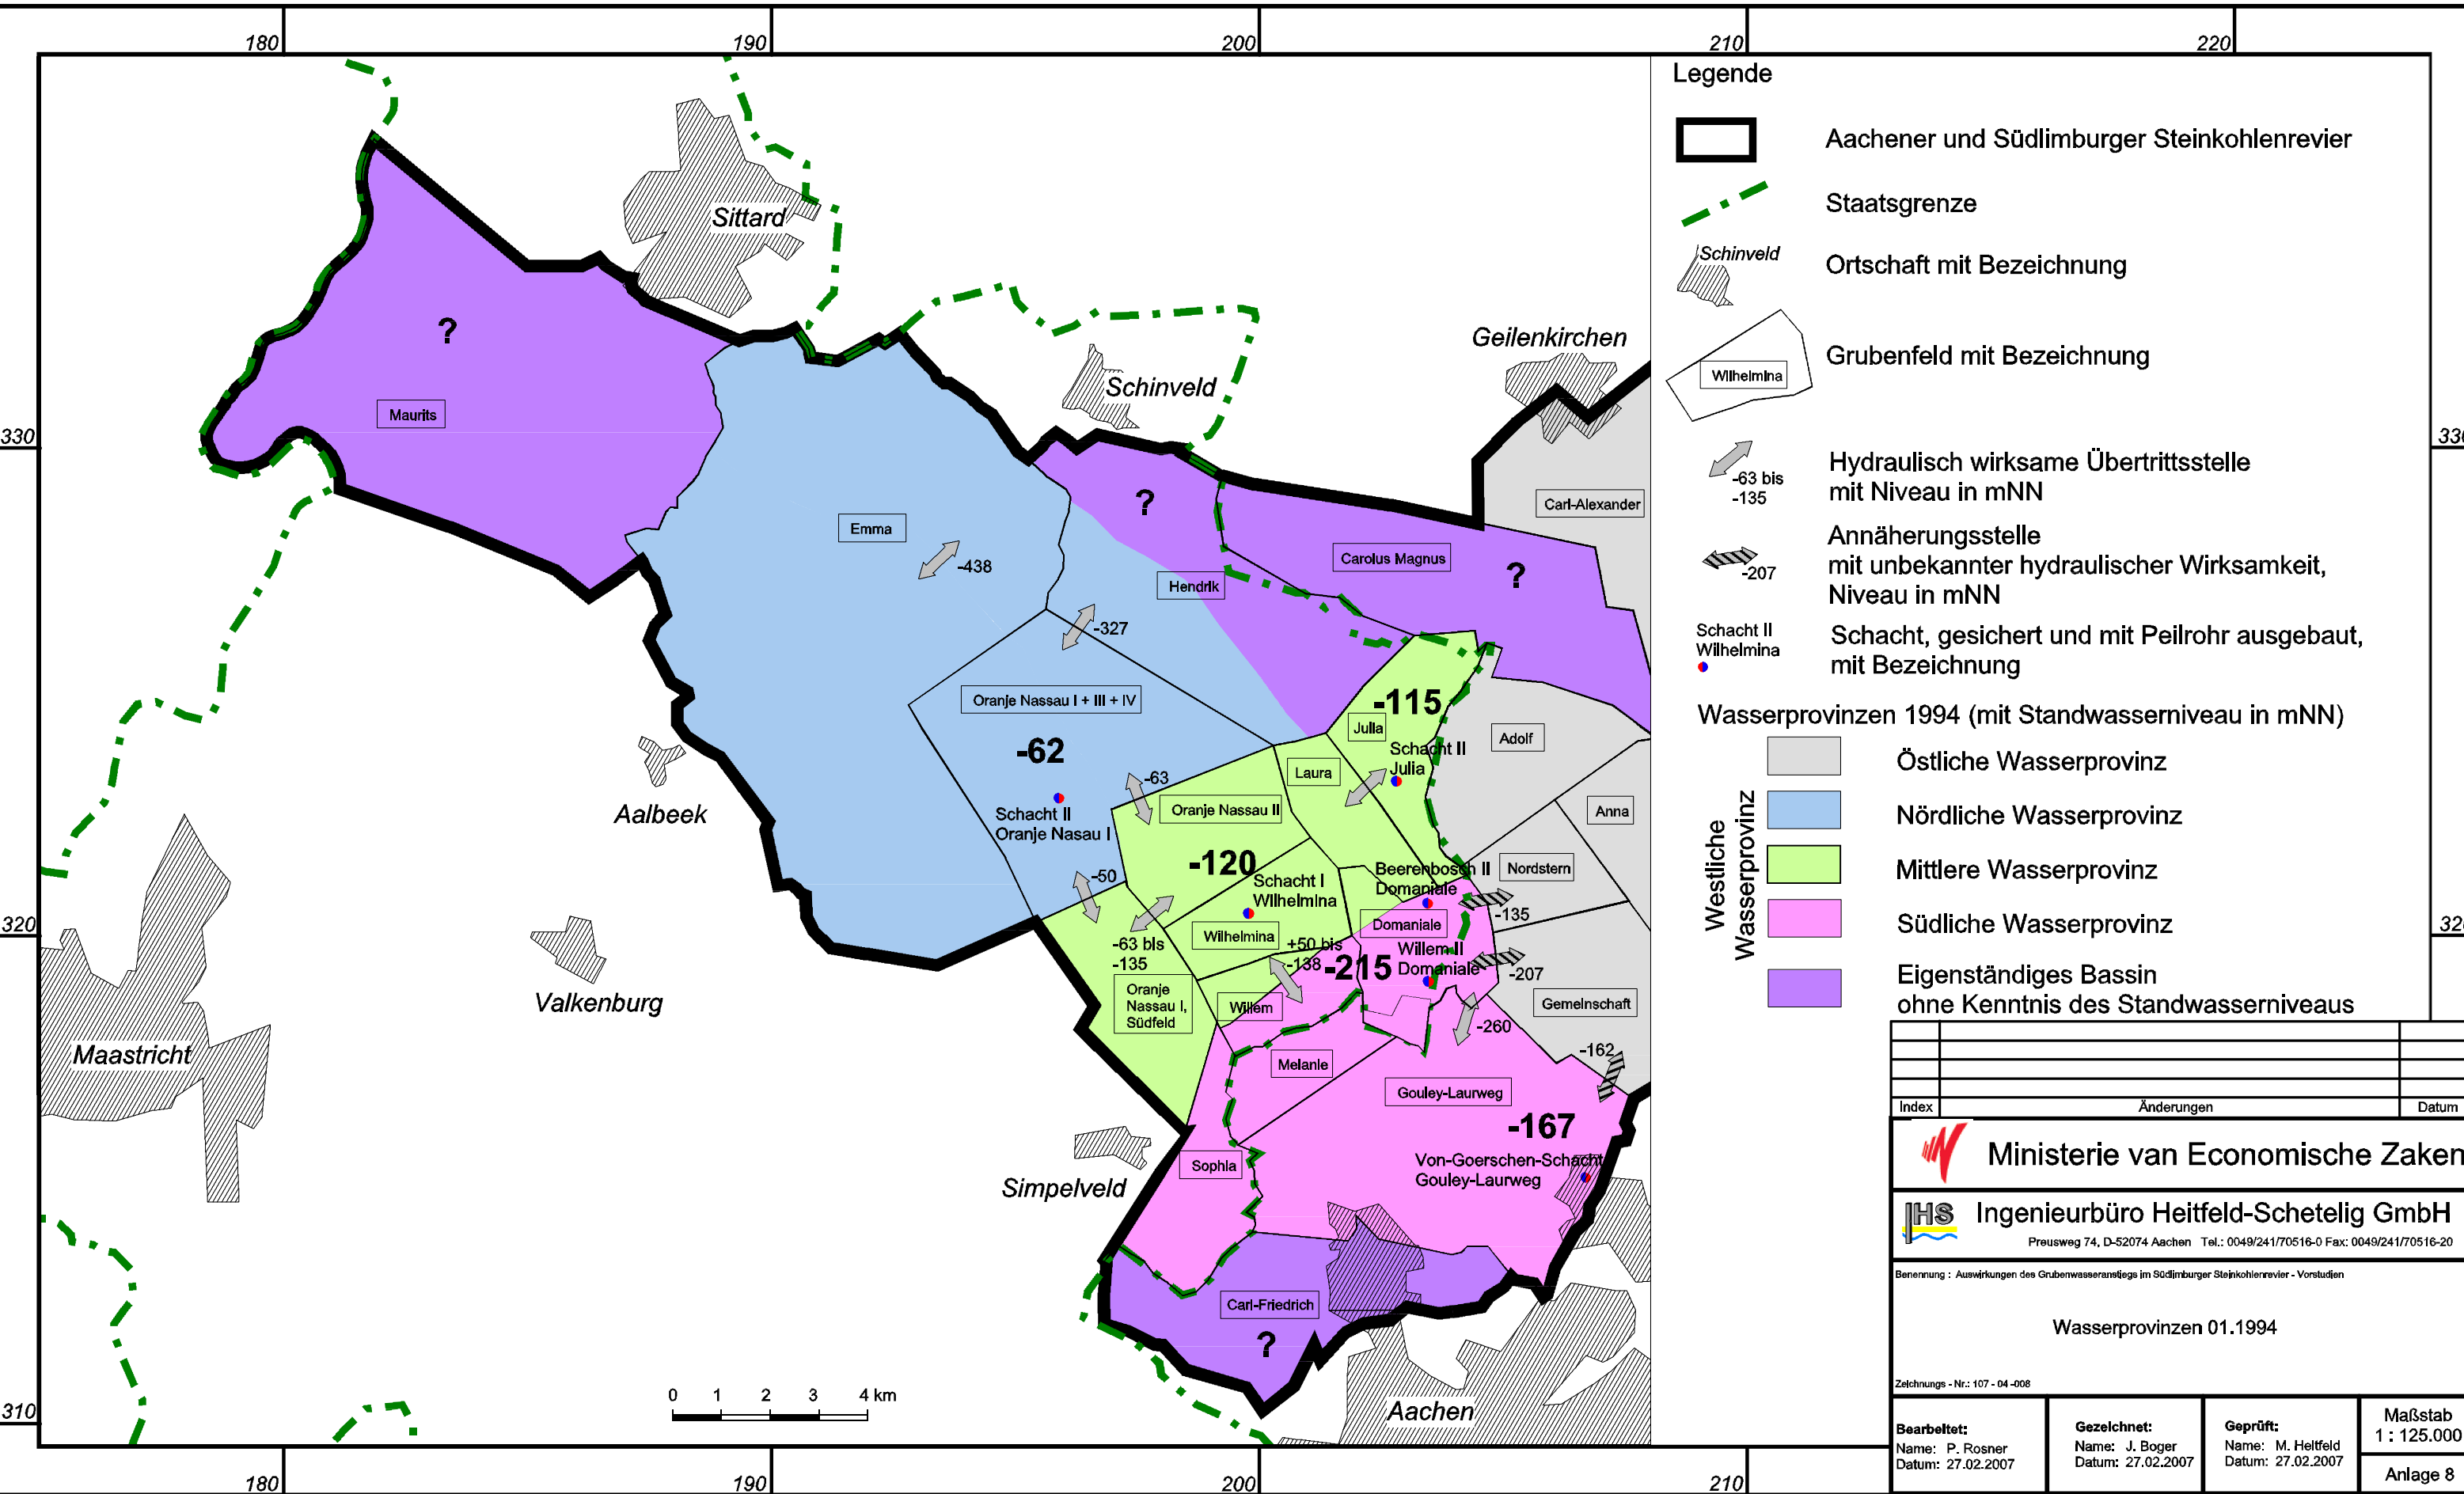 180
190
200
210
220
Legende
Aachener und Südlimburger Steinkohlenrevier
Staatsgrenze
Schinveld
Ortschaft mit Bezeichnung
Wilhelmina
Grubenfeld mit Bezeichnung
-63 bis
-135
Hydraulisch wirksame Übertrittsstelle
mit Niveau in mNN
-207
Annäherungsstelle
mit unbekannter hydraulischer Wirksamkeit,
Niveau in mNN
Schacht II
Wilhelmina
Schacht, gesichert und mit Peilrohr ausgebaut,
mit Bezeichnung
Wasserprovinzen 1994 (mit Standwasserniveau in mNN)
Westliche
Wasserprovinz
Östliche Wasserprovinz
Nördliche Wasserprovinz
Mittlere Wasserprovinz
Südliche Wasserprovinz
Eigenständiges Bassin
ohne Kenntnis des Standwasserniveaus
Sittard
?
Maurits
Schinveld
Geilenkirchen
330
330
Emma
-438
?
Hendrik
Carolus Magnus
?
Carl-Alexander
-327
Oranje Nassau I + III + IV
-62
Schacht II
Oranje Nasau I
-63
-115
Julia
Schacht II
Julia
Adolf
Laura
Anna
Oranje Nassau II
Aalbeek
-120
Schacht I
Wilhelmina
Beerenbosch II
Domaniale
Nordstern
-50
-135
320
320
Wilhelmina
Domaniale
-63 bis
-135
+50 bis
-138
-215
Willem II
Domaniale
-207
Oranje
Nassau I,
Südfeld
Willem
Gemeinschaft
-260
Valkenburg
Maastricht
Melanie
-162
Gouley-Laurweg
-167
Von-Goerschen-Schacht
Gouley-Laurweg
Sophia
Simpelveld
Carl-Friedrich
?
0 1 2 3 4 km
Aachen
310
180
190
200
210
Index
Änderungen
Datum
Ministerie van Economische Zaken
IHS
Ingenieurbüro Heitfeld-Schetelig GmbH
Preusweg 74, D-52074 Aachen Tel.: 0049/241/70516-0 Fax: 0049/241/70516-20
Benennung : Auswirkungen des Grubenwasseranstiegs im Südlimburger Steinkohlenrevier - Vorstudien
Wasserprovinzen 01.1994
Zeichnungs - Nr.: 107 - 04 -008
Bearbeitet:
Name: P. Rosner
Datum: 27.02.2007
Gezeichnet:
Name: J. Boger
Datum: 27.02.2007
Geprüft:
Name: M. Heitfeld
Datum: 27.02.2007
Maßstab
1 : 125.000
Anlage 8